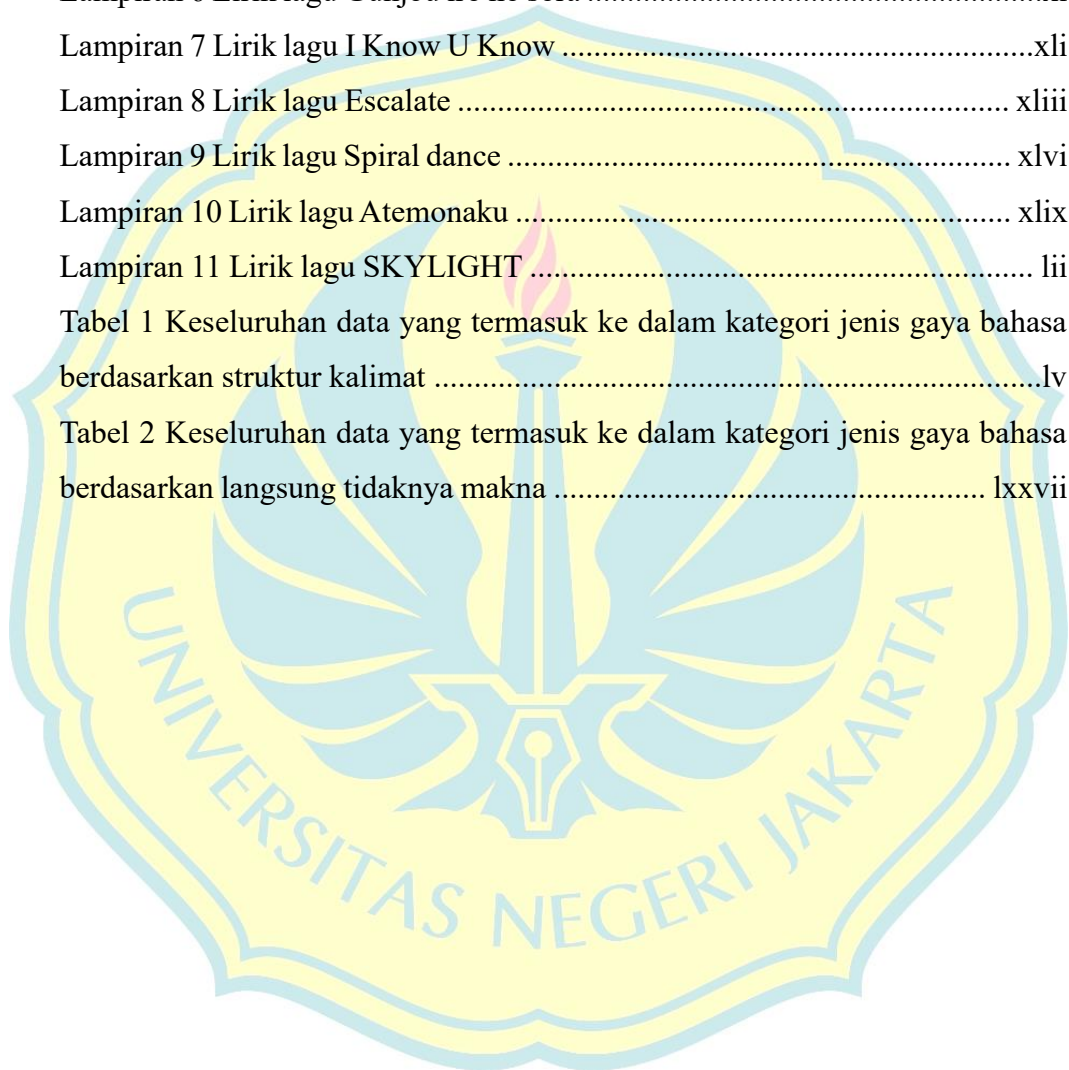 Lampiran 7 Lirik lagu I Know U Know ..........................................................xli
Lampiran 8 Lirik lagu Escalate .................................................................... xliii
Lampiran 9 Lirik lagu Spiral dance .............................................................. xlvi
Lampiran 10 Lirik lagu Atemonaku ............................................................. xlix
Lampiran 11 Lirik lagu SKYLIGHT .............................................................. lii
Tabel 1 Keseluruhan data yang termasuk ke dalam kategori jenis gaya bahasa
berdasarkan struktur kalimat ...........................................................................lv
Tabel 2 Keseluruhan data yang termasuk ke dalam kategori jenis gaya bahasa
berdasarkan langsung tidaknya makna ..................................................... lxxvii
UNIVERSITAS NEGERI JAKARTA